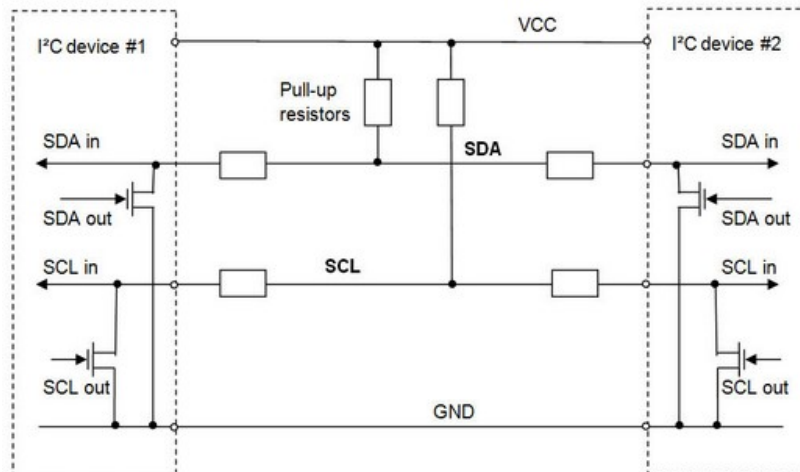 I²C device #1
VCC
I²C device #2
Pull-up
resistors
SDA in
SDA
SDA in
SDA out
SDA out
SCL in
SCL
SCL in
SCL out
SCL out
GND